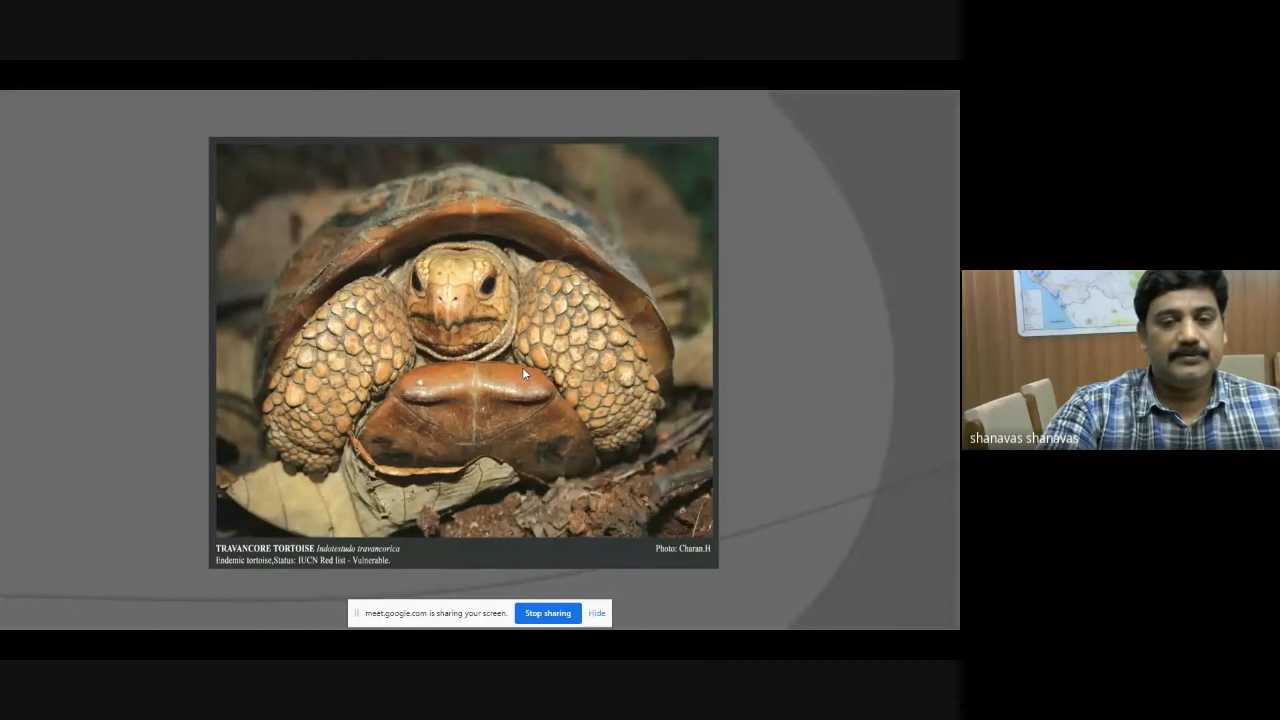 TRAVANCORE TORTOISE Indotestudo travancorica
Photo: Charan.H
Endemic tortoise,Status: IUCN Red list - Vulnerable.
meet.google.com is sharing your screen.
Stop sharing
Hide
shanavas shanavas